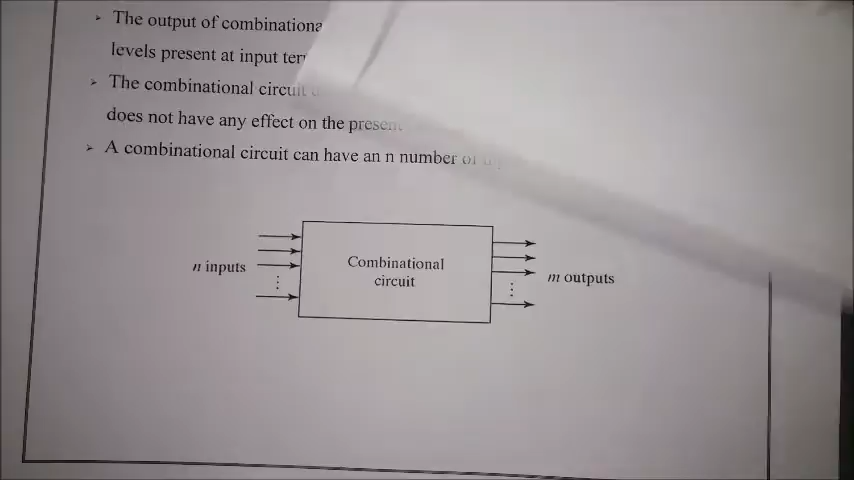 ➢ The output of combinationa
levels present at input ter
➢ The combinational circuit
does not have any effect on the present
➢ A combinational circuit can have an n number of
n inputs
Combinational
circuit
m outputs